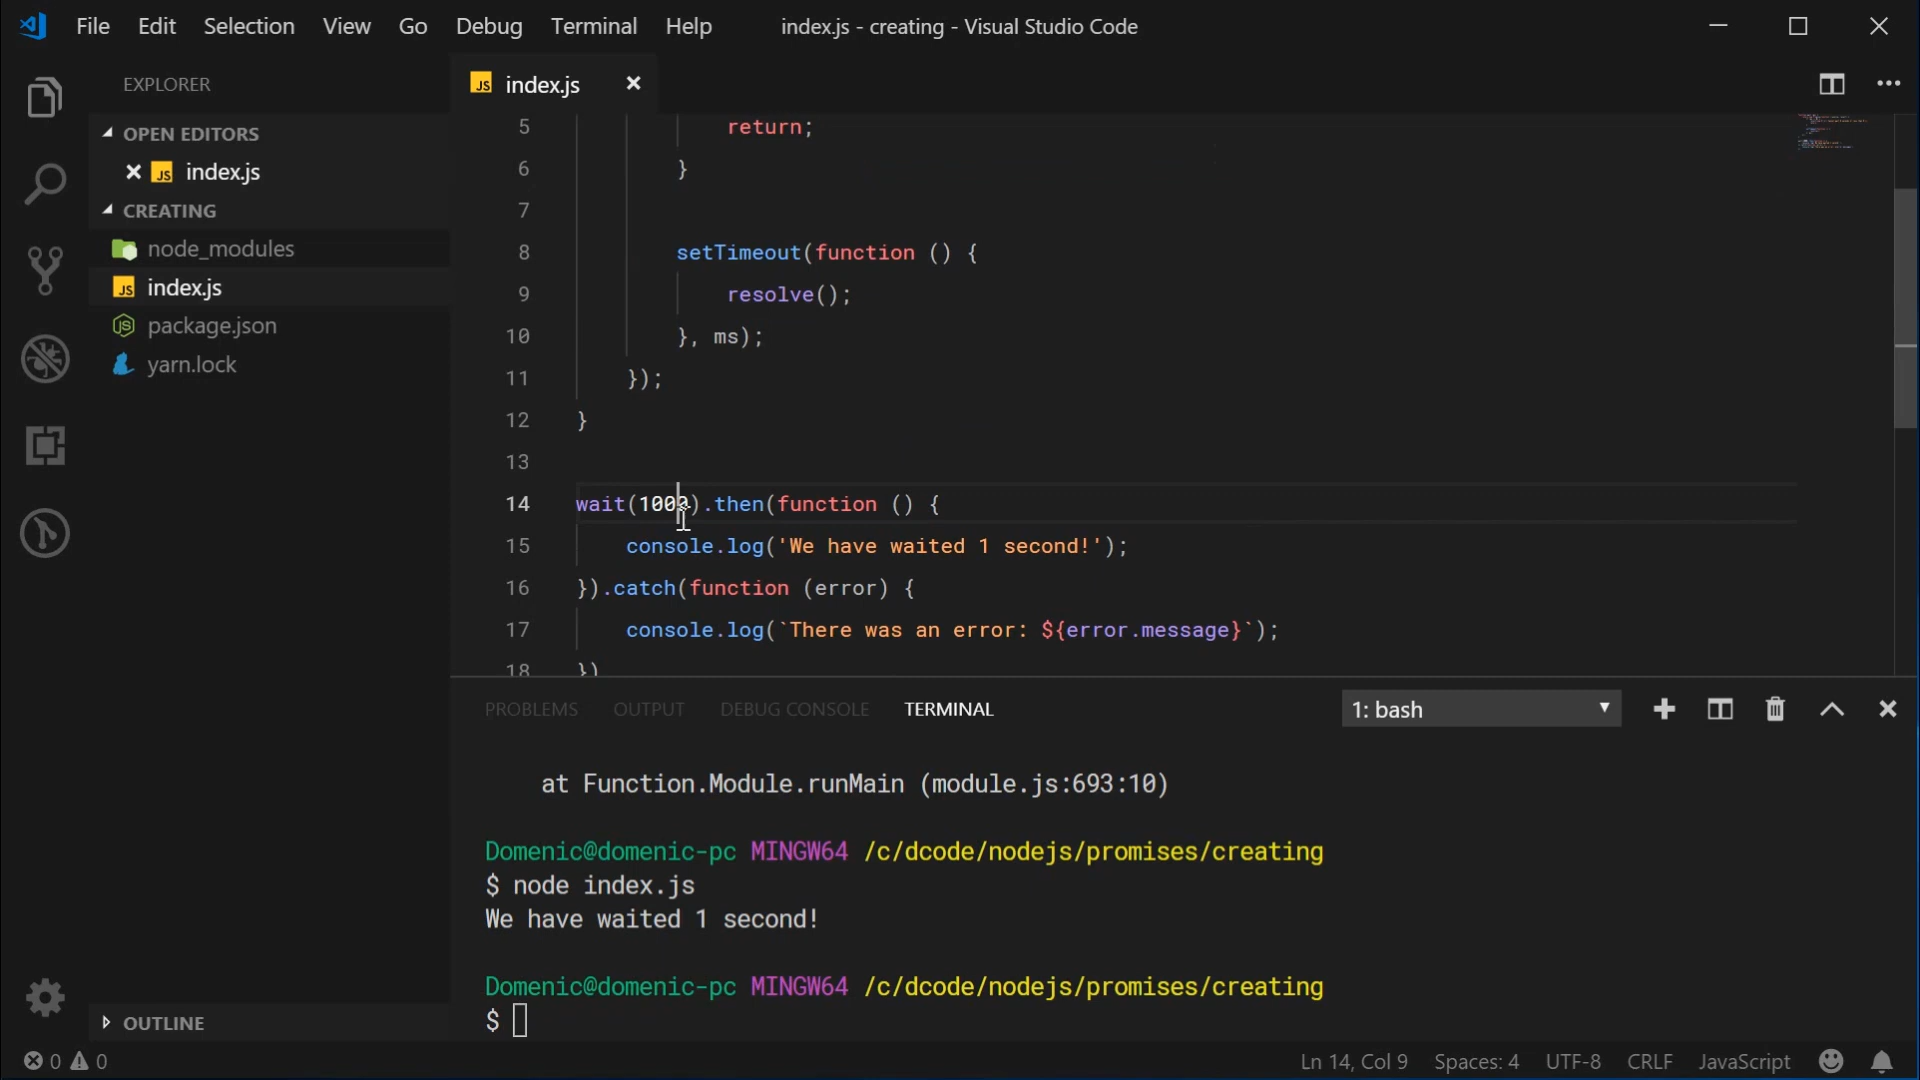 File Edit Selection View Go Debug Terminal Help index.js - creating - Visual Studio Code
EXPLORER
OPEN EDITORS
index.js
CREATING
node_modules
index.js
package.json
yarn.lock
OUTLINE
index.js
5 return;
6 }
7
8 setTimeout(function () {
9 resolve();
10 }, ms);
11 });
12 }
13
14 wait(1000).then(function () {
15 console.log('We have waited 1 second!');
16 }).catch(function (error) {
17 console.log(`There was an error: ${error.message}`);
18 })
PROBLEMS OUTPUT DEBUG CONSOLE TERMINAL 1: bash
at Function.Module.runMain (module.js:693:10)
Domenic@domenic-pc MINGW64 /c/dcode/nodejs/promises/creating
$ node index.js
We have waited 1 second!
Domenic@domenic-pc MINGW64 /c/dcode/nodejs/promises/creating
$
0 0 Ln 14, Col 9 Spaces: 4 UTF-8 CRLF JavaScript